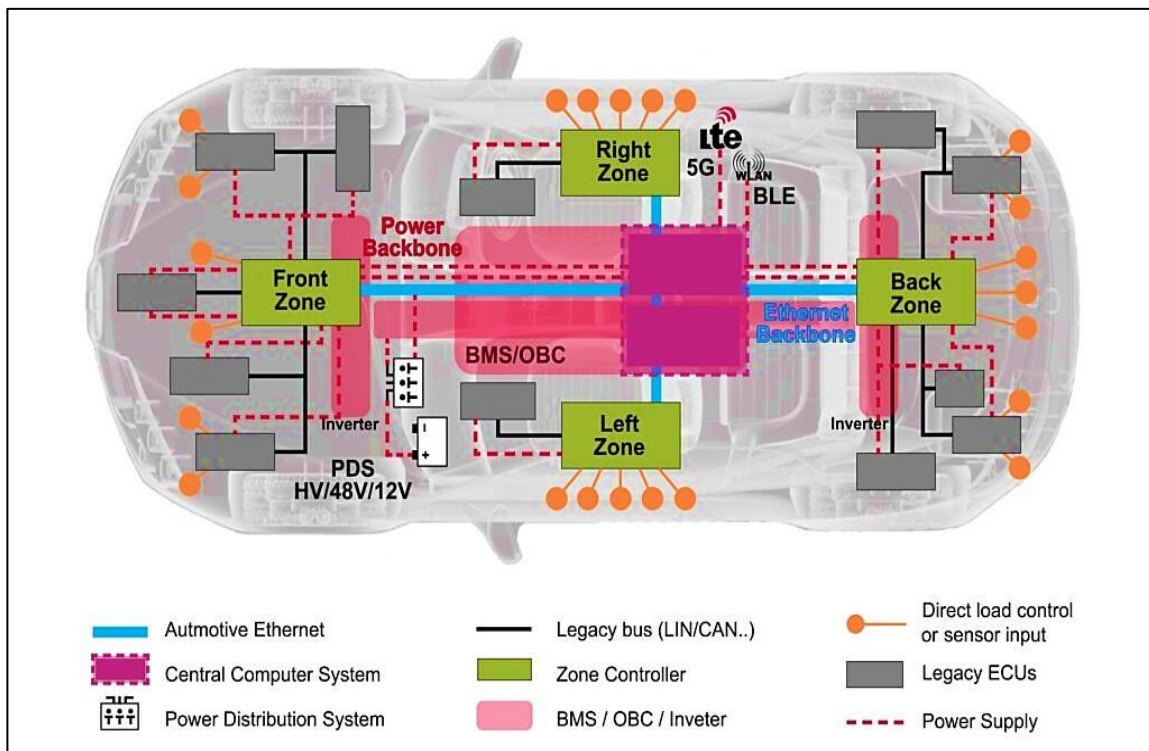 Right
Zone
lte
5G
WLAN
BLE
Power
Backbone
Front
Zone
Back
Zone
Ethernet
Backbone
BMS/OBC
Inverter
Left
Zone
Inverter
PDS
HV/48V/12V
Autmotive Ethernet
Legacy bus (LIN/CAN..)
Direct load control
or sensor input
Central Computer System
Zone Controller
Legacy ECUs
Power Distribution System
BMS / OBC / Inveter
Power Supply